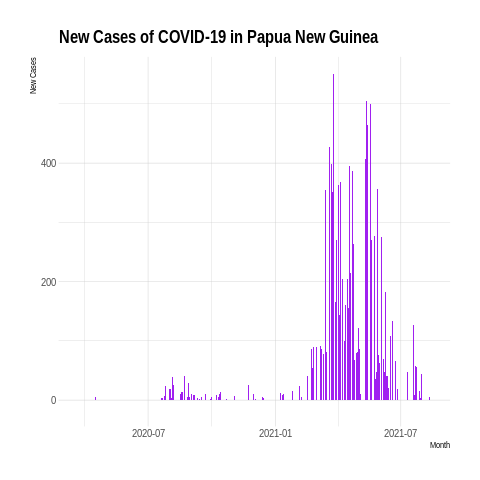 New Cases of COVID-19 in Papua New Guinea
New Cases
400
200
0
2020-07
2021-01
2021-07
Month